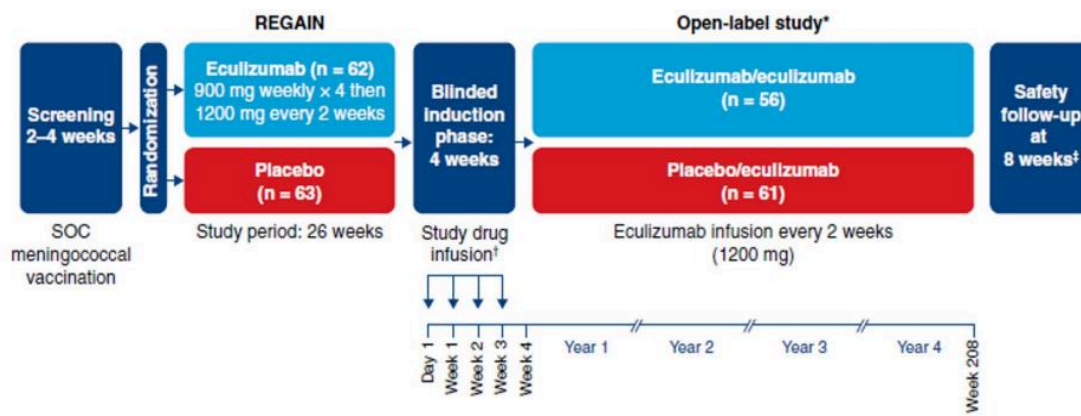 REGAIN
Open-label study*
Screening
2–4 weeks
Randomization
Eculizumab (n = 62)
900 mg weekly × 4 then
1200 mg every 2 weeks
Placebo
(n = 63)
Blinded
induction
phase:
4 weeks
Eculizumab/eculizumab
(n = 56)
Placebo/eculizumab
(n = 61)
Safety
follow-up
at
8 weeks‡
SOC
meningococcal
vaccination
Study period: 26 weeks
Study drug
infusion†
Eculizumab infusion every 2 weeks
(1200 mg)
Day 1
Week 1
Week 2
Week 3
Week 4
Year 1
Year 2
Year 3
Year 4
Week 208